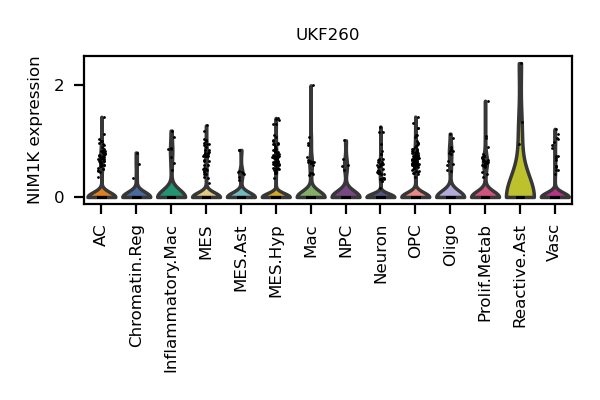 UKF260
NIM1K expression
2
0
AC
Chromatin.Reg
Inflammatory.Mac
MES
MES.Ast
MES.Hyp
Mac
NPC
Neuron
OPC
Oligo
Prolif.Metab
Reactive.Ast
Vasc